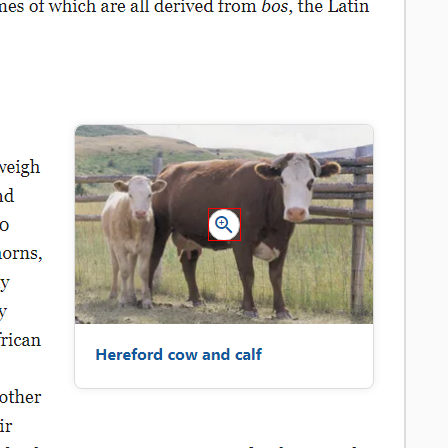 nes of which are all derived from bos, the Latin
veigh
nd
o
orns,
y
y
rican
Hereford cow and calf
other
ir